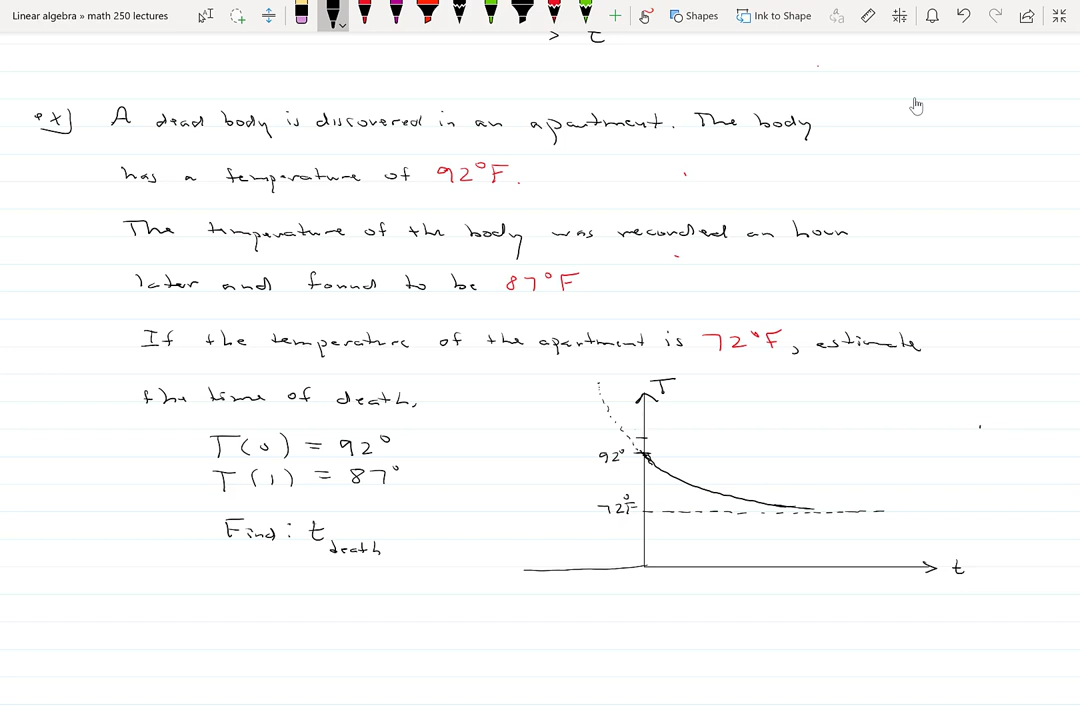 Linear algebra » math 250 lectures
Shapes
Ink to Shape
> t
ex] A dead body is discovered in an apartment. The body
has a temperature of 92°F.
The temperature of the body was recorded an hour
later and found to be 87°F
If the temperature of the apartment is 72°F, estimate
the time of death.
T(0) = 92°
T(1) = 87°
Find: t death
T
92°
72°F
t